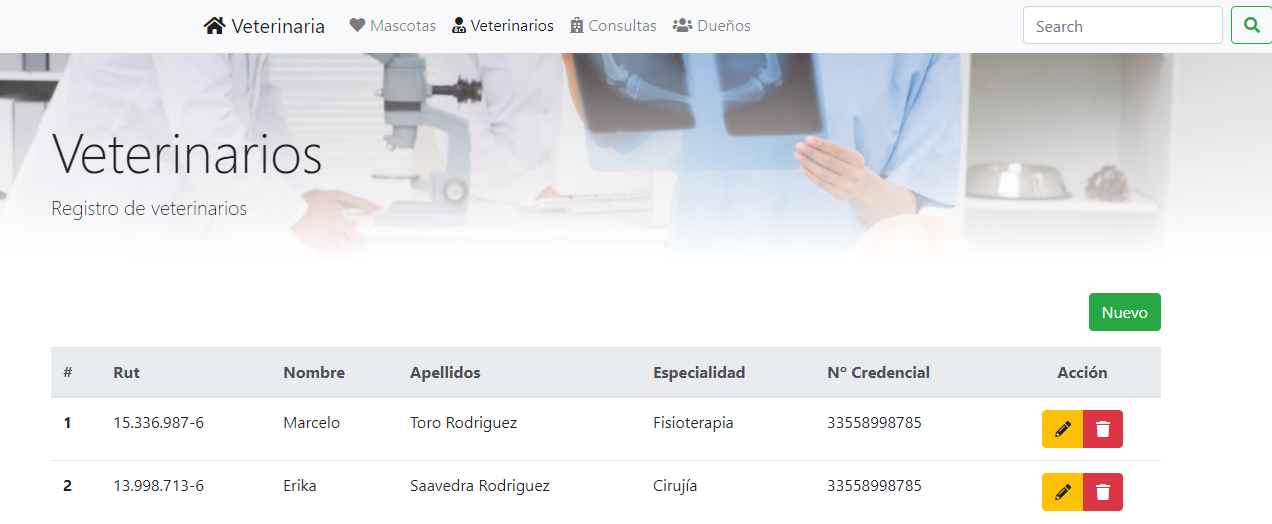 Veterinaria Mascotas Veterinarios Consultas Dueños Search
Veterinarios
Registro de veterinarios
Nuevo
# Rut Nombre Apellidos Especialidad Nº Credencial Acción
1 15.336.987-6 Marcelo Toro Rodriguez Fisioterapia 33558998785
2 13.998.713-6 Erika Saavedra Rodriguez Cirujía 33558998785